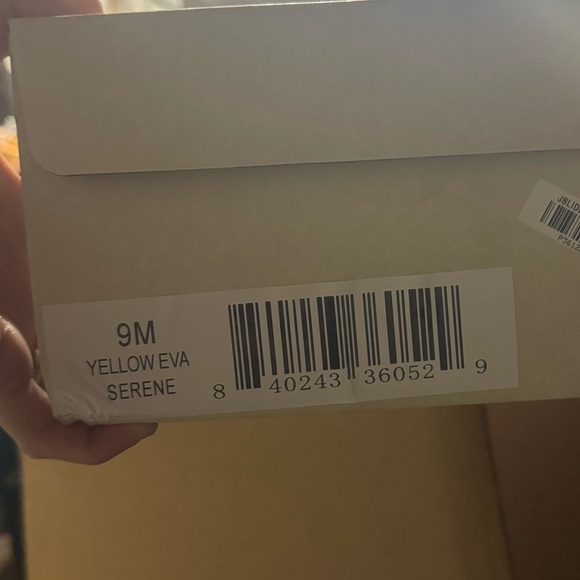 9M
YELLOW EVA
SERENE
8 40243 36052 9